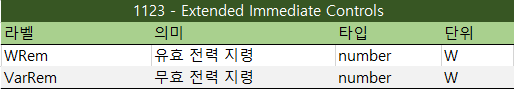 1123 - Extended Immediate Controls
라벨 의미 타입 단위
WRem 유효 전력 지령 number W
VarRem 무효 전력 지령 number W